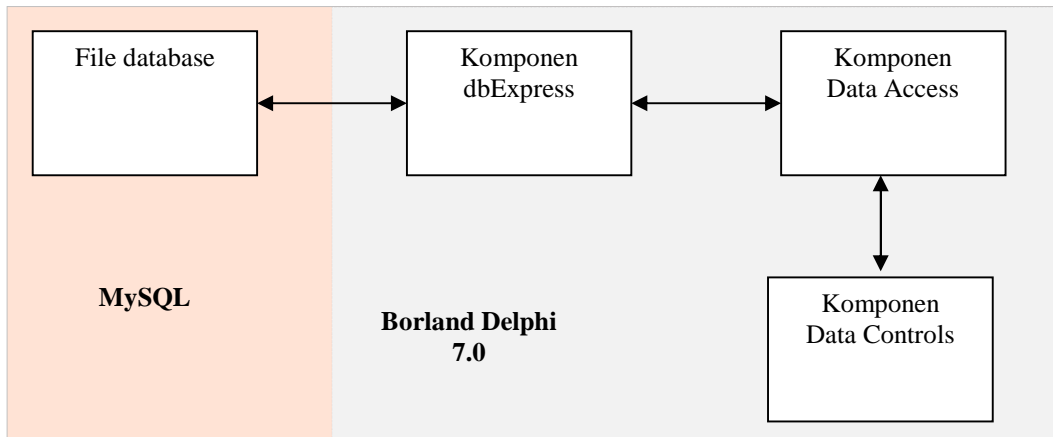 File database
Komponen
dbExpress
Komponen
Data Access
MySQL
Borland Delphi
7.0
Komponen
Data Controls